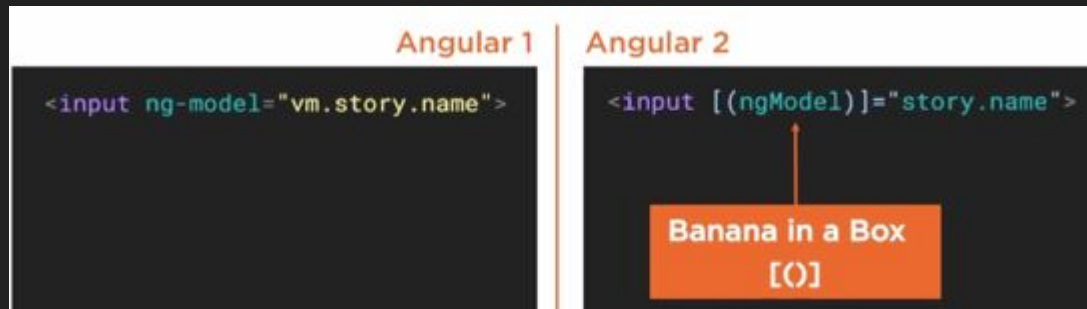 Angular 1
<input ng-model="vm.story.name">
Angular 2
<input [(ngModel)]="story.name">
Banana in a Box
[()]